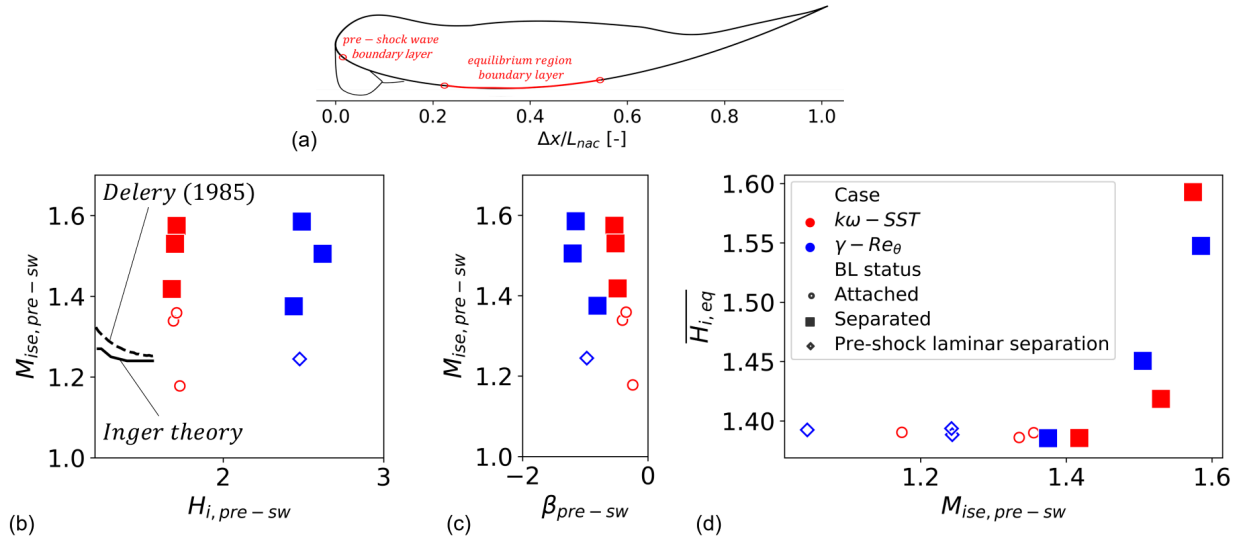 pre − shock wave
boundary layer
equilibrium region
boundary layer
0.0 0.2 0.4 0.6 0.8 1.0
(a) Δx/L_nac [-]
Delery (1985)
Inger theory
M_ise,pre−sw
1.6
1.4
1.2
1.0
2 3
(b) H_i,pre−sw
M_ise,pre−sw
1.6
1.4
1.2
1.0
−2 0
(c) β_pre−sw
H_i,eq
1.60
1.55
1.50
1.45
1.40
Case
kω − SST
γ − Re_θ
BL status
Attached
Separated
Pre-shock laminar separation
1.2 1.4 1.6
(d) M_ise,pre−sw